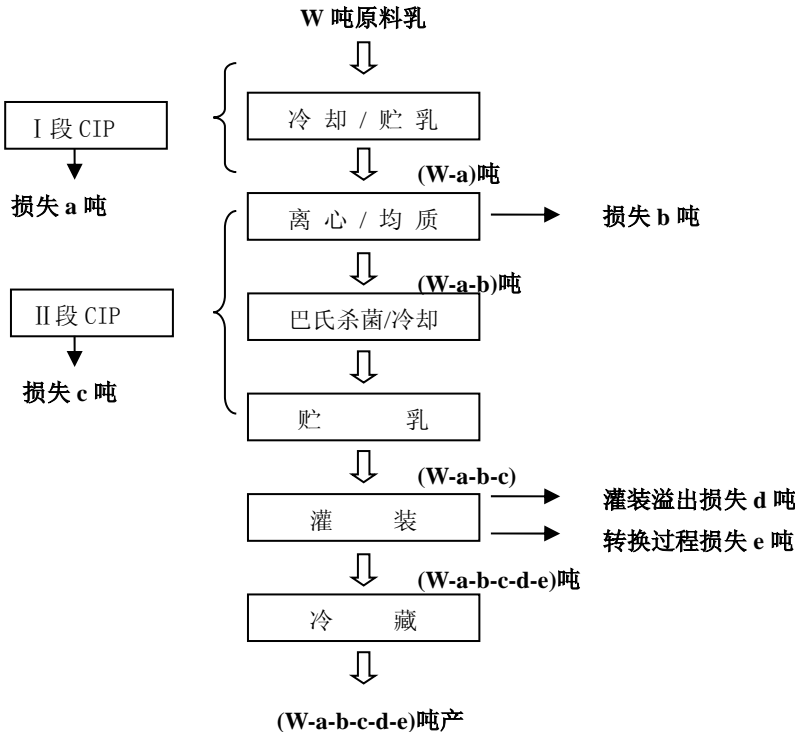 W 吨原料乳
冷 却 / 贮 乳
Ⅰ段 CIP
(W-a)吨
损失 a 吨
离 心 / 均 质
损失 b 吨
(W-a-b)吨
Ⅱ段 CIP
巴氏杀菌/冷却
损失 c 吨
贮 乳
(W-a-b-c)
灌装溢出损失 d 吨
灌 装
转换过程损失 e 吨
(W-a-b-c-d-e)吨
冷 藏
(W-a-b-c-d-e)吨产